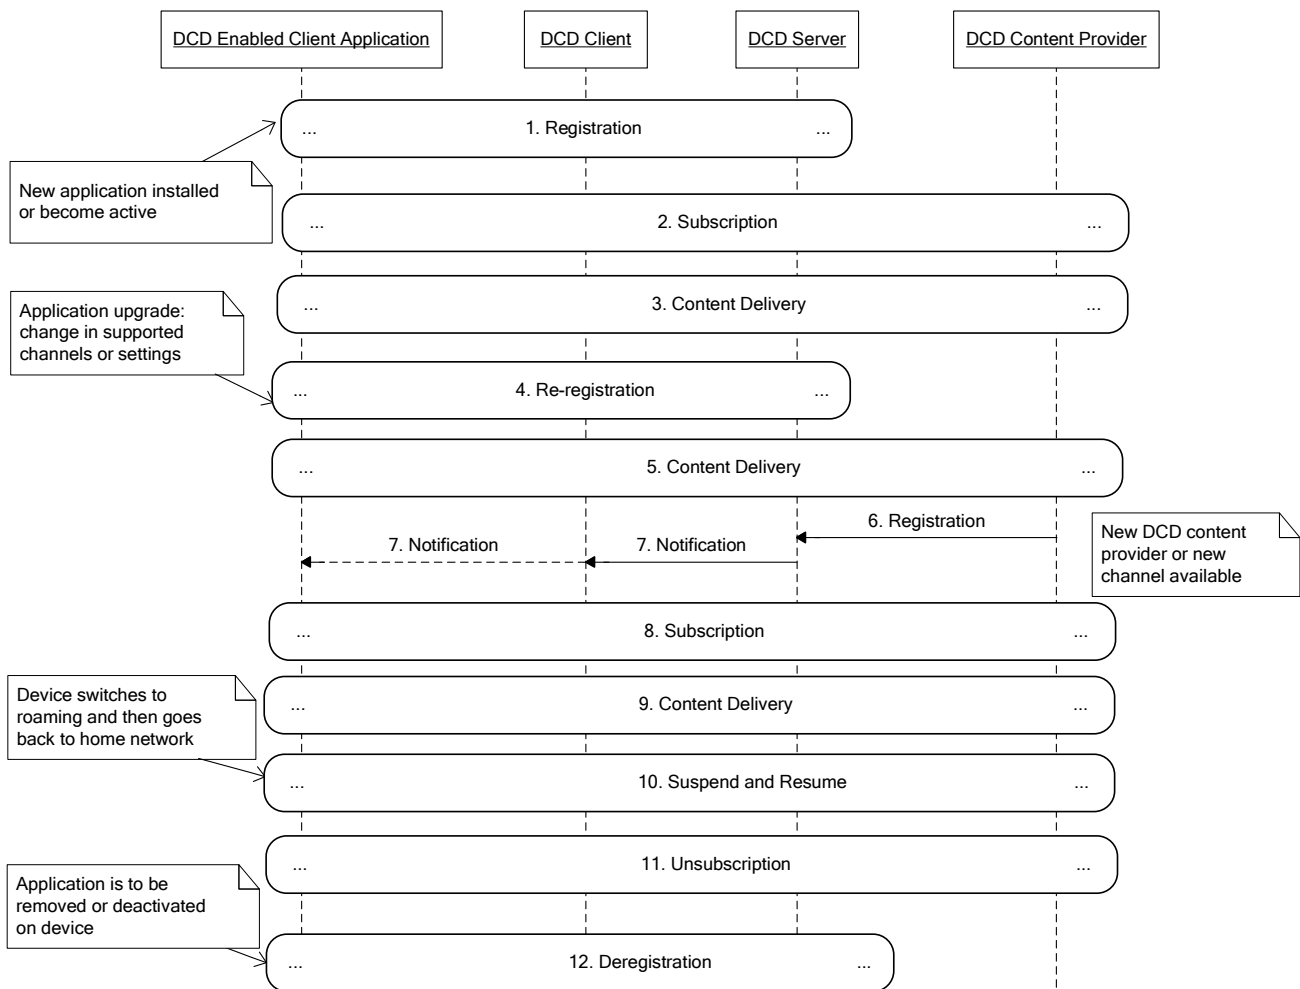 DCD Enabled Client Application
DCD Client
DCD Server
DCD Content Provider
... 1. Registration ...
New application installed
or become active
... 2. Subscription ...
... 3. Content Delivery ...
Application upgrade:
change in supported
channels or settings
... 4. Re-registration ...
... 5. Content Delivery ...
6. Registration
7. Notification
7. Notification
New DCD content
provider or new
channel available
... 8. Subscription ...
Device switches to
roaming and then goes
back to home network
... 9. Content Delivery ...
... 10. Suspend and Resume ...
... 11. Unsubscription ...
Application is to be
removed or deactivated
on device
... 12. Deregistration ...